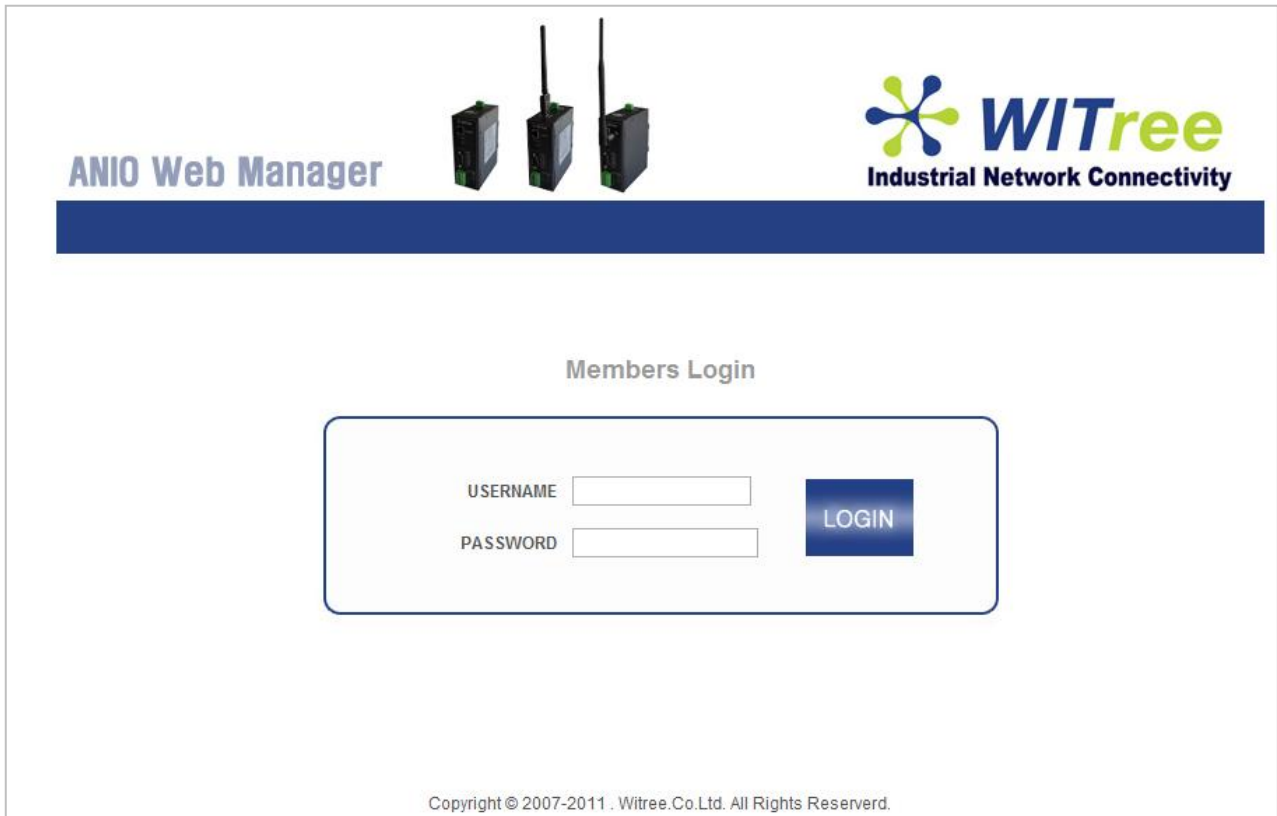 ANIO Web Manager
WITree
Industrial Network Connectivity
Members Login
USERNAME
PASSWORD
LOGIN
Copyright © 2007-2011 . Witree.Co.Ltd. All Rights Reserverd.